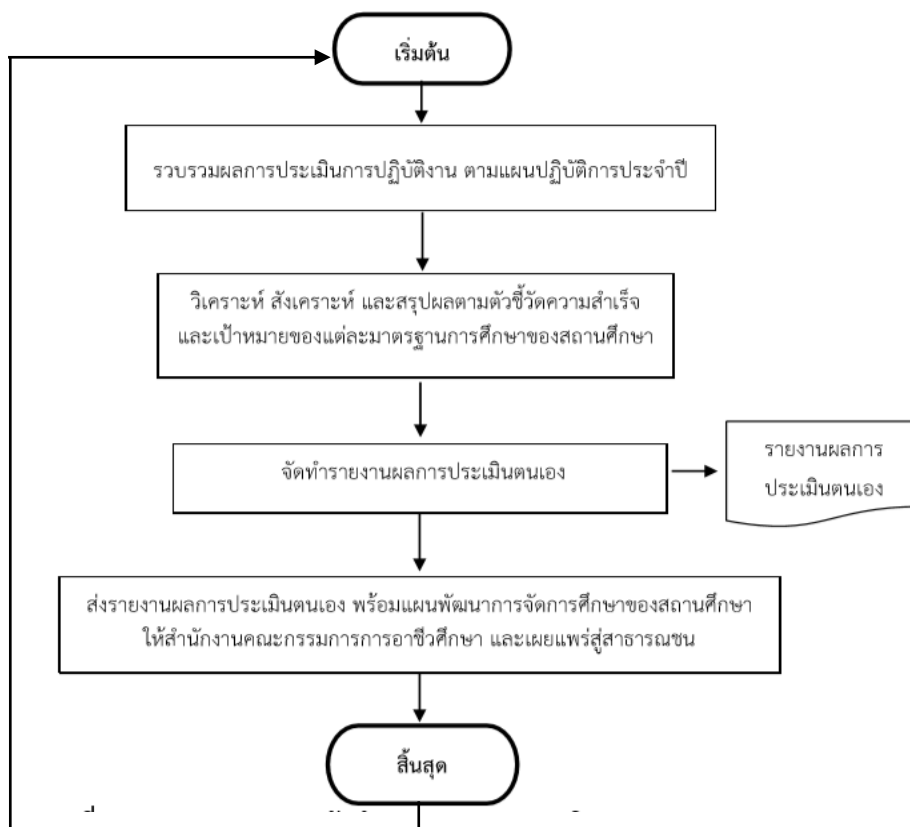 เริ่มต้น
รวบรวมผลการประเมินการปฏิบัติงาน ตามแผนปฏิบัติการประจำปี
วิเคราะห์ สังเคราะห์ และสรุปผลตามตัวชี้วัดความสำเร็จ
และเป้าหมายของแต่ละมาตรฐานการศึกษาของสถานศึกษา
จัดทำรายงานผลการประเมินตนเอง
รายงานผลการ
ประเมินตนเอง
ส่งรายงานผลการประเมินตนเอง พร้อมแผนพัฒนาการจัดการศึกษาของสถานศึกษา
ให้สำนักงานคณะกรรมการการอาชีวศึกษา และเผยแพร่สู่สาธารณชน
สิ้นสุด